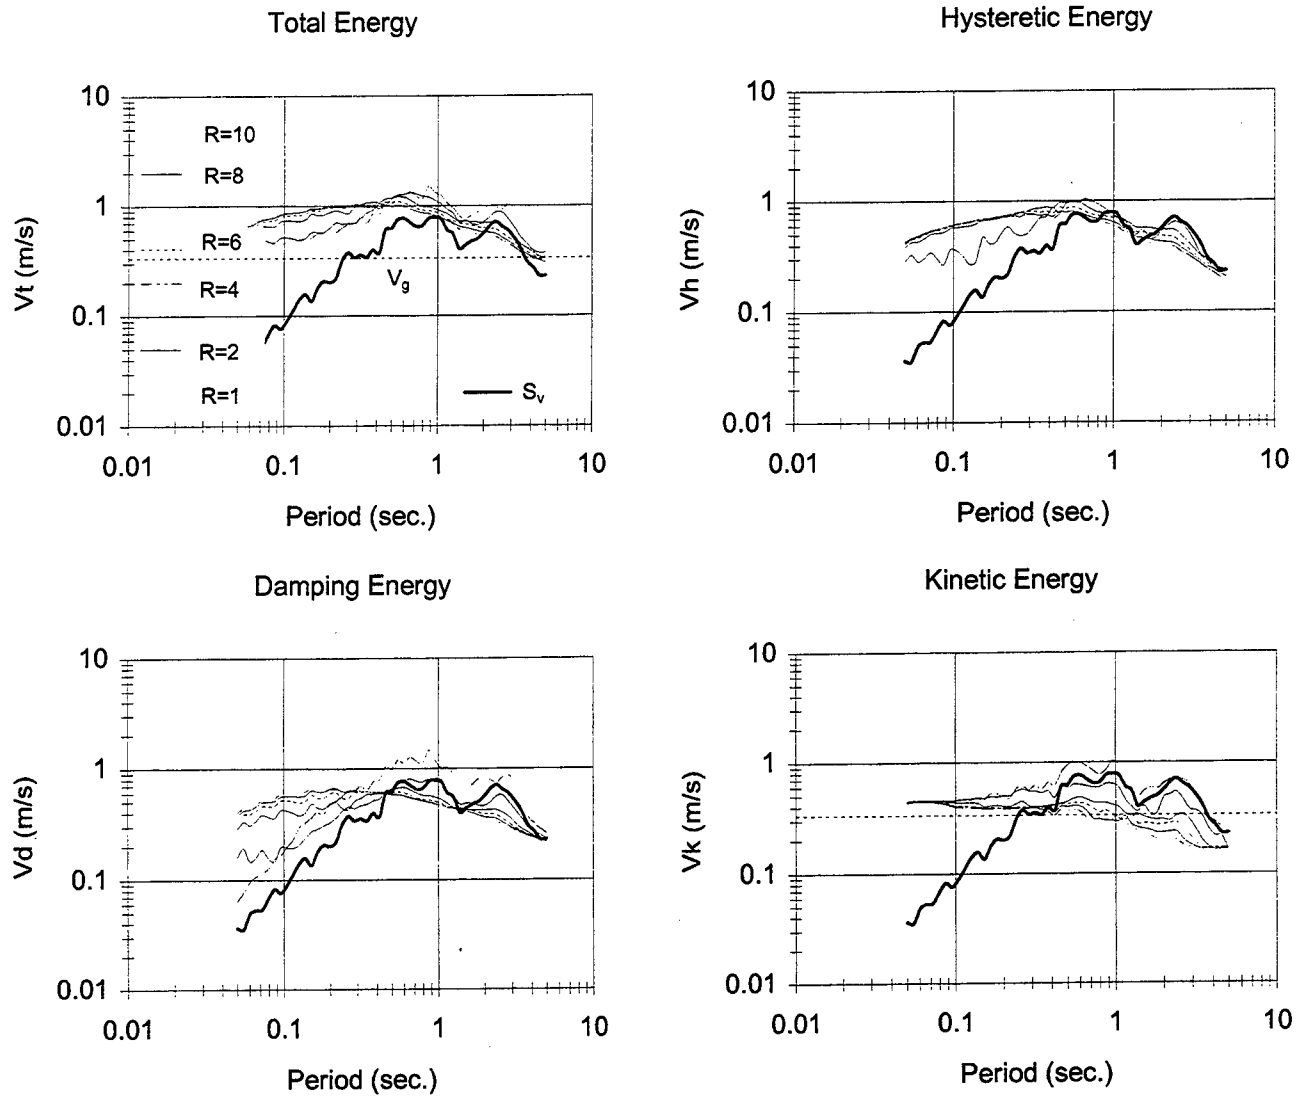 Total Energy
Vt (m/s)
10
1
0.1
0.01
R=10
R=8
R=6
R=4
R=2
R=1
Vg
Sv
0.01 0.1 1 10
Period (sec.)
Hysteretic Energy
Vh (m/s)
10
1
0.1
0.01
0.01 0.1 1 10
Period (sec.)
Damping Energy
Vd (m/s)
10
1
0.1
0.01
0.01 0.1 1 10
Period (sec.)
Kinetic Energy
Vk (m/s)
10
1
0.1
0.01
0.01 0.1 1 10
Period (sec.)